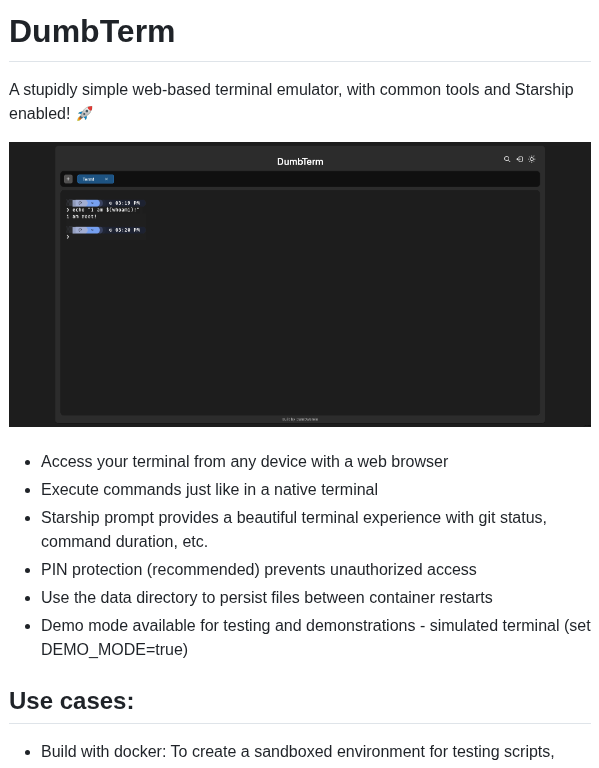 DumbTerm
A stupidly simple web-based terminal emulator, with common tools and Starship
enabled! 🚀
DumbTerm
Term1 ×
03:19 PM
❯ echo "I am $(whoami)!"
I am root!
03:20 PM
❯
• Access your terminal from any device with a web browser
• Execute commands just like in a native terminal
• Starship prompt provides a beautiful terminal experience with git status,
command duration, etc.
• PIN protection (recommended) prevents unauthorized access
• Use the data directory to persist files between container restarts
• Demo mode available for testing and demonstrations - simulated terminal (set
DEMO_MODE=true)
Use cases:
• Build with docker: To create a sandboxed environment for testing scripts,